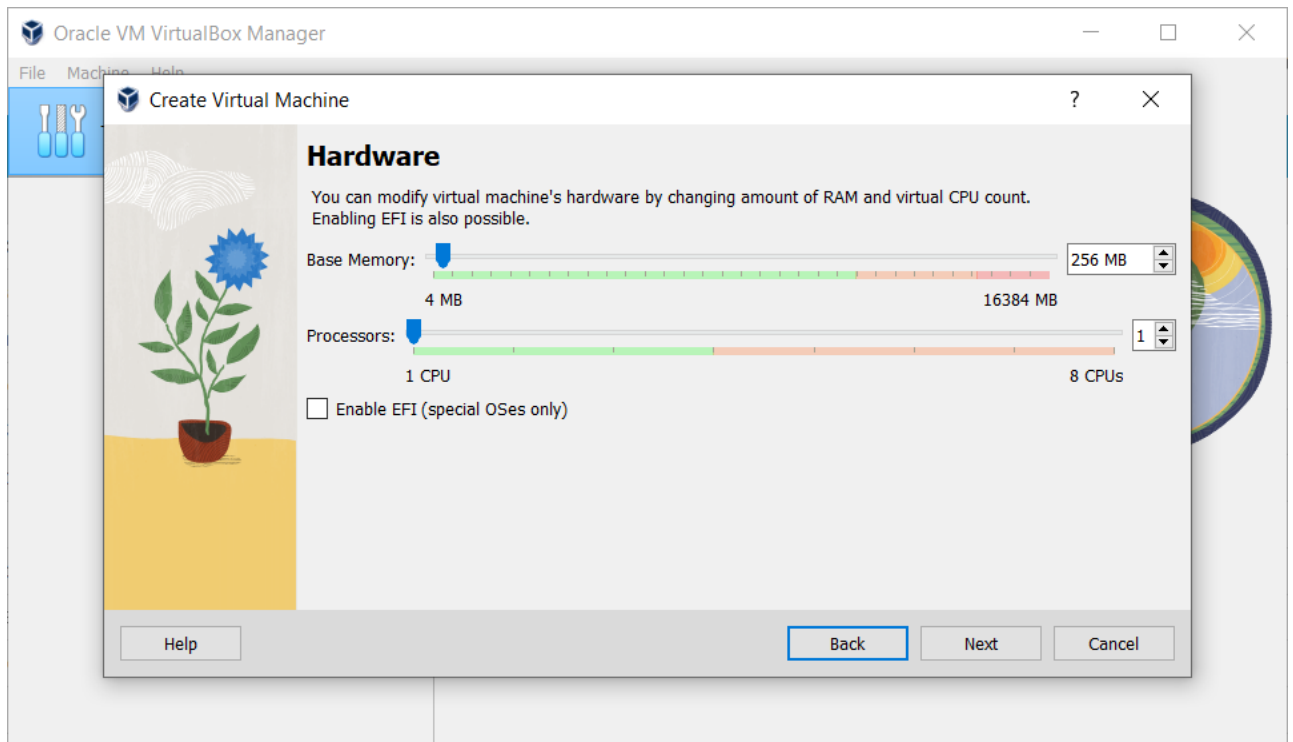 Oracle VM VirtualBox Manager
File Machine Help
Create Virtual Machine ?
Hardware
You can modify virtual machine's hardware by changing amount of RAM and virtual CPU count.
Enabling EFI is also possible.
Base Memory: 256 MB
4 MB 16384 MB
Processors: 1
1 CPU 8 CPUs
Enable EFI (special OSes only)
Help Back Next Cancel